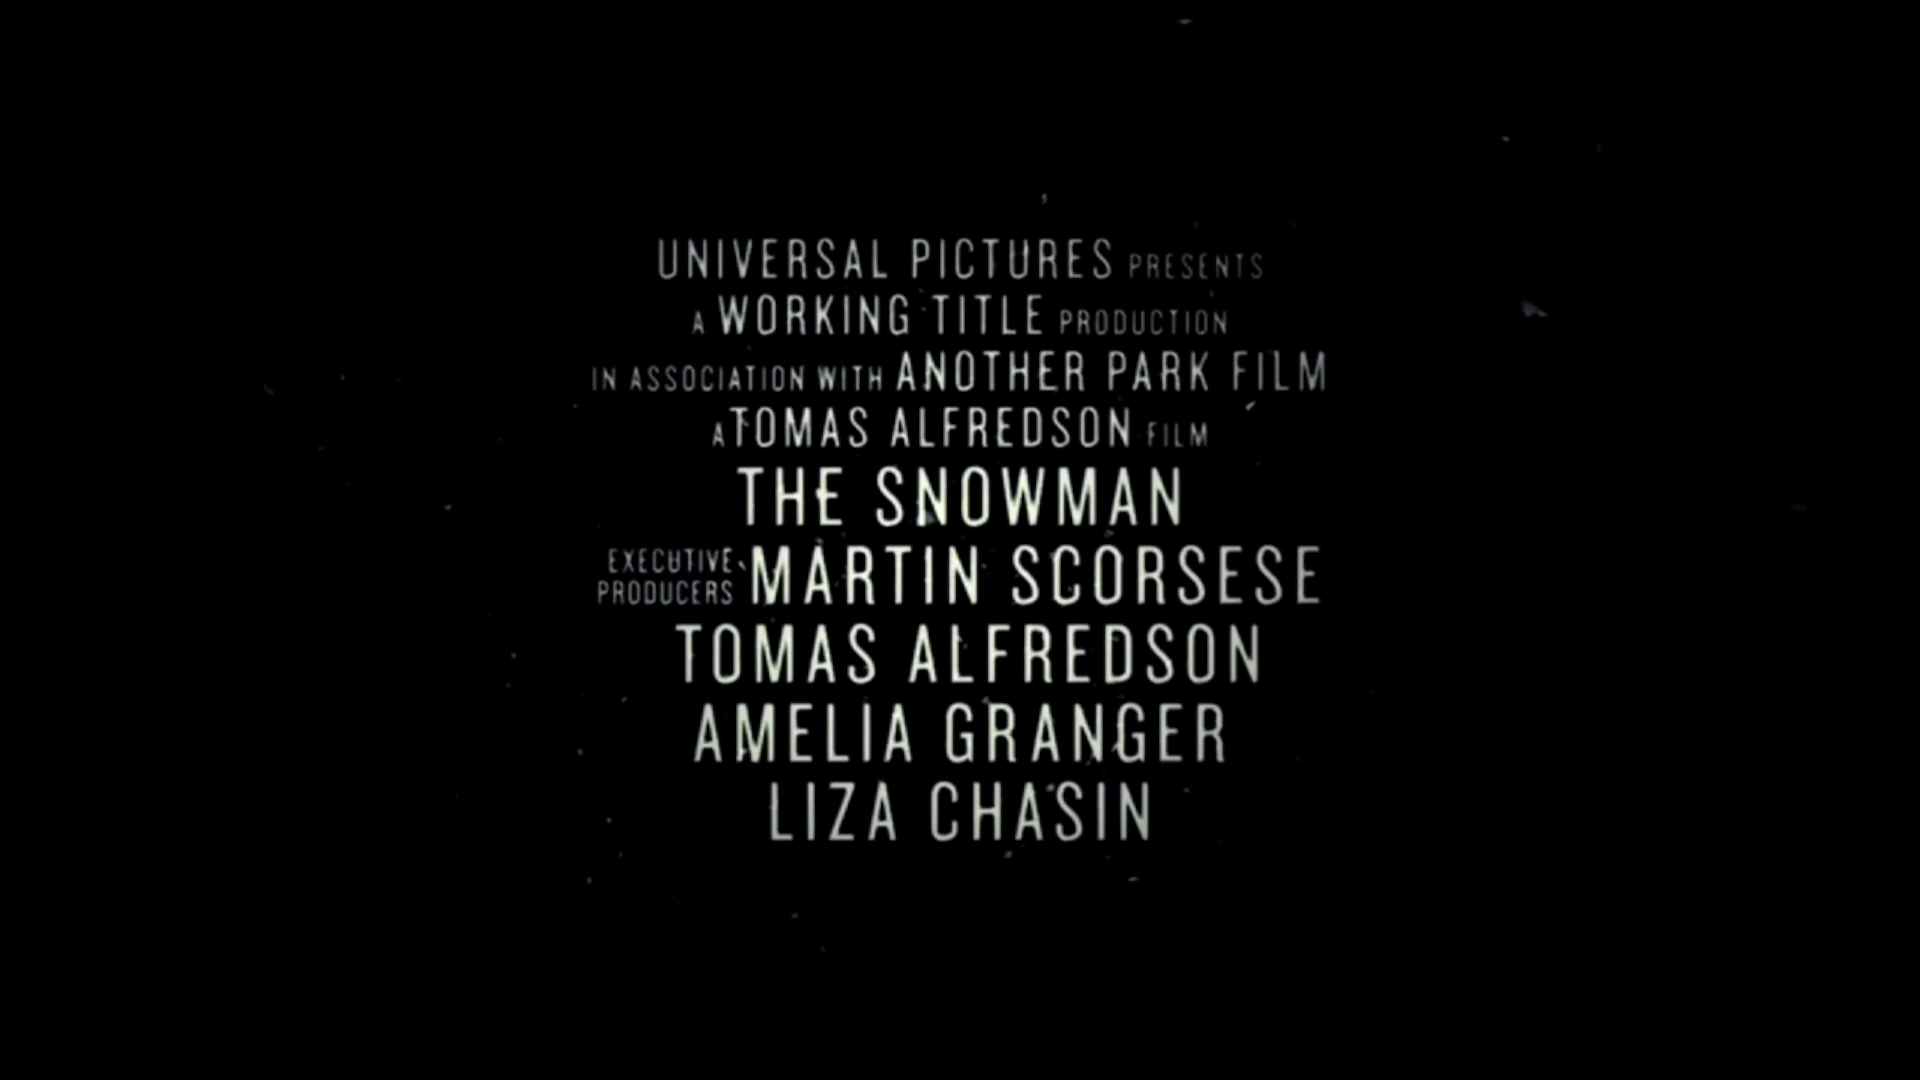 UNIVERSAL PICTURES PRESENTS
A WORKING TITLE PRODUCTION
IN ASSOCIATION WITH ANOTHER PARK FILM
A TOMAS ALFREDSON FILM
THE SNOWMAN
EXECUTIVE PRODUCERS MARTIN SCORSESE
TOMAS ALFREDSON
AMELIA GRANGER
LIZA CHASIN